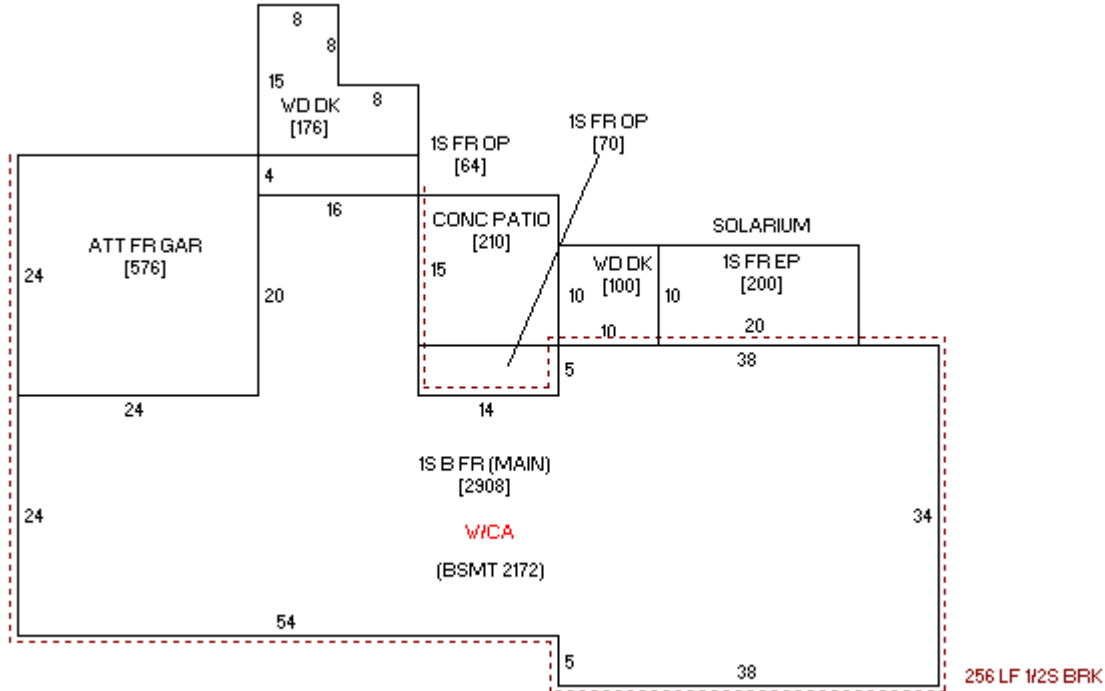 8
8
15
WD DK
[176]
8
1S FR OP
[64]
1S FR OP
[70]
4
16
ATT FR GAR
[576]
24
20
24
CONC PATIO
[210]
15
SOLARIUM
WD DK
[100]
10
10
1S FR EP
[200]
10
20
38
5
14
1S B FR (MAIN)
[2908]
W/CA
(BSMT 2172)
24
34
54
5
38
256 LF 1/2S BRK